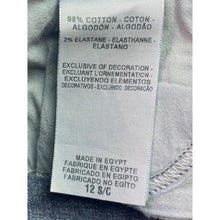 98% COTTON - COTON -
ALGODÓN - ALGODÃO
2% ELASTANE - ELASTHANNE -
ELASTANO
EXCLUSIVE OF DECORATION
EXCLUANT L'ORNEMENTATION
EXCLUYENDO ELEMENTOS
DECORATIVOS - EXCLUINDO DECORAÇÃO
MADE IN EGYPT
FABRIQUE EN EGYPTE
FABRICADO EN EGIPTO
FABRICADO NO EGITO
12 S/C